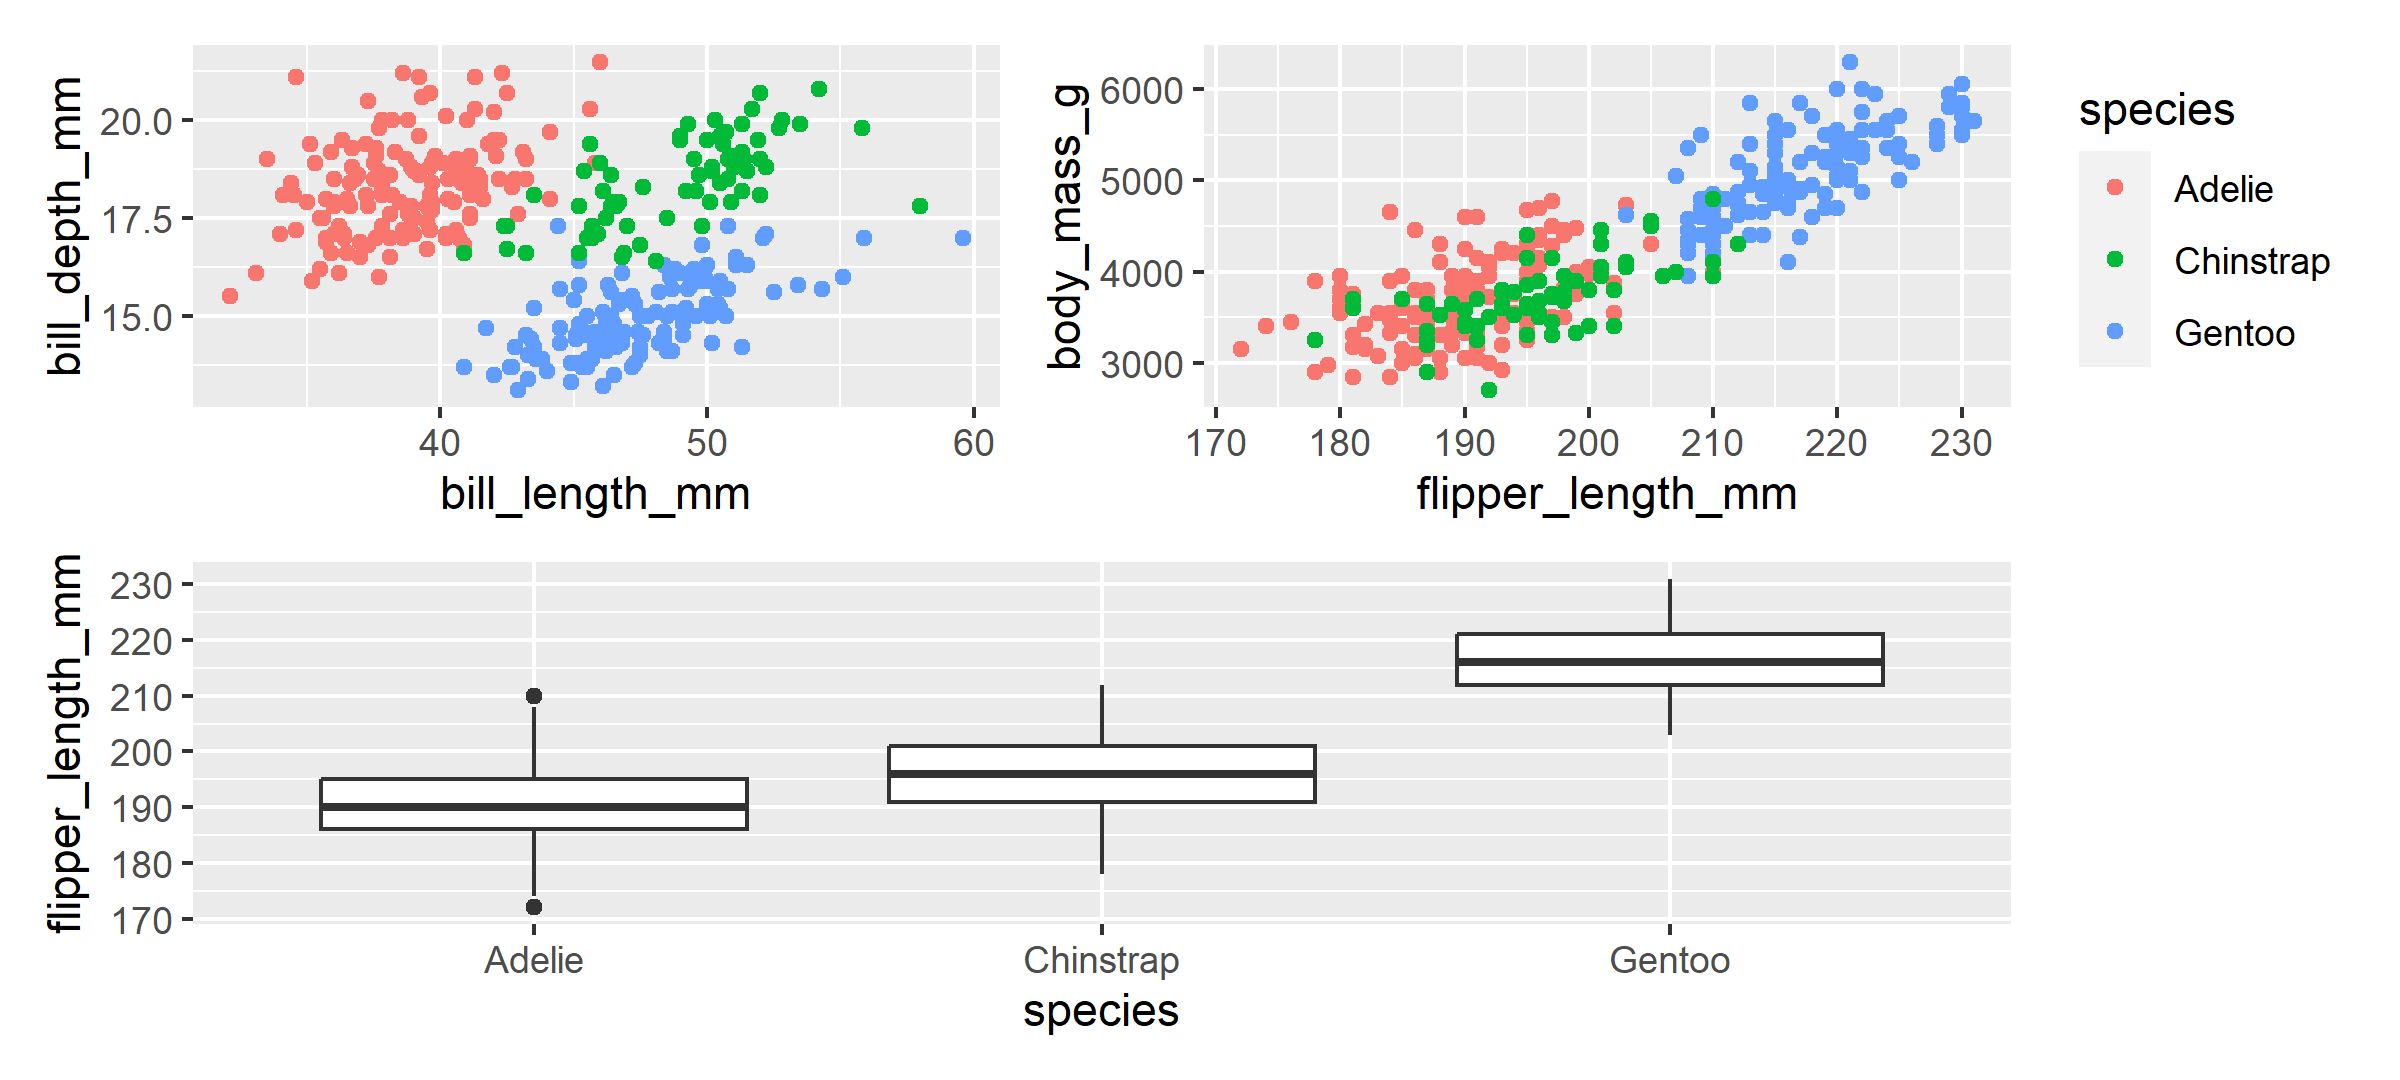 bill_depth_mm
20.0
17.5
15.0
40 50 60
bill_length_mm
body_mass_g
6000
5000
4000
3000
170 180 190 200 210 220 230
flipper_length_mm
species
Adelie
Chinstrap
Gentoo
flipper_length_mm
230
220
210
200
190
180
170
Adelie Chinstrap Gentoo
species